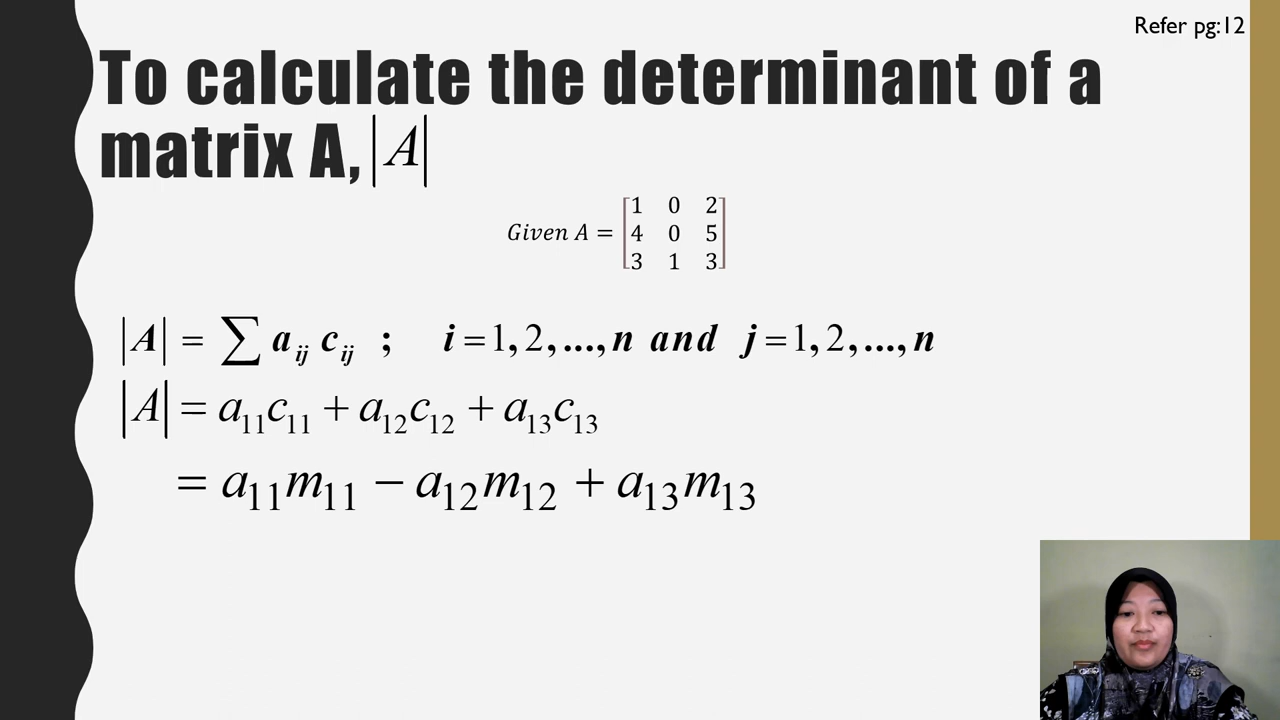 Refer pg:12
To calculate the determinant of a
matrix A, |A|
Given A = [1 0 2
4 0 5
3 1 3]
|A| = ∑ a_ij c_ij ; i = 1, 2, ..., n and j = 1, 2, ..., n
|A| = a_11 c_11 + a_12 c_12 + a_13 c_13
= a_11 m_11 − a_12 m_12 + a_13 m_13